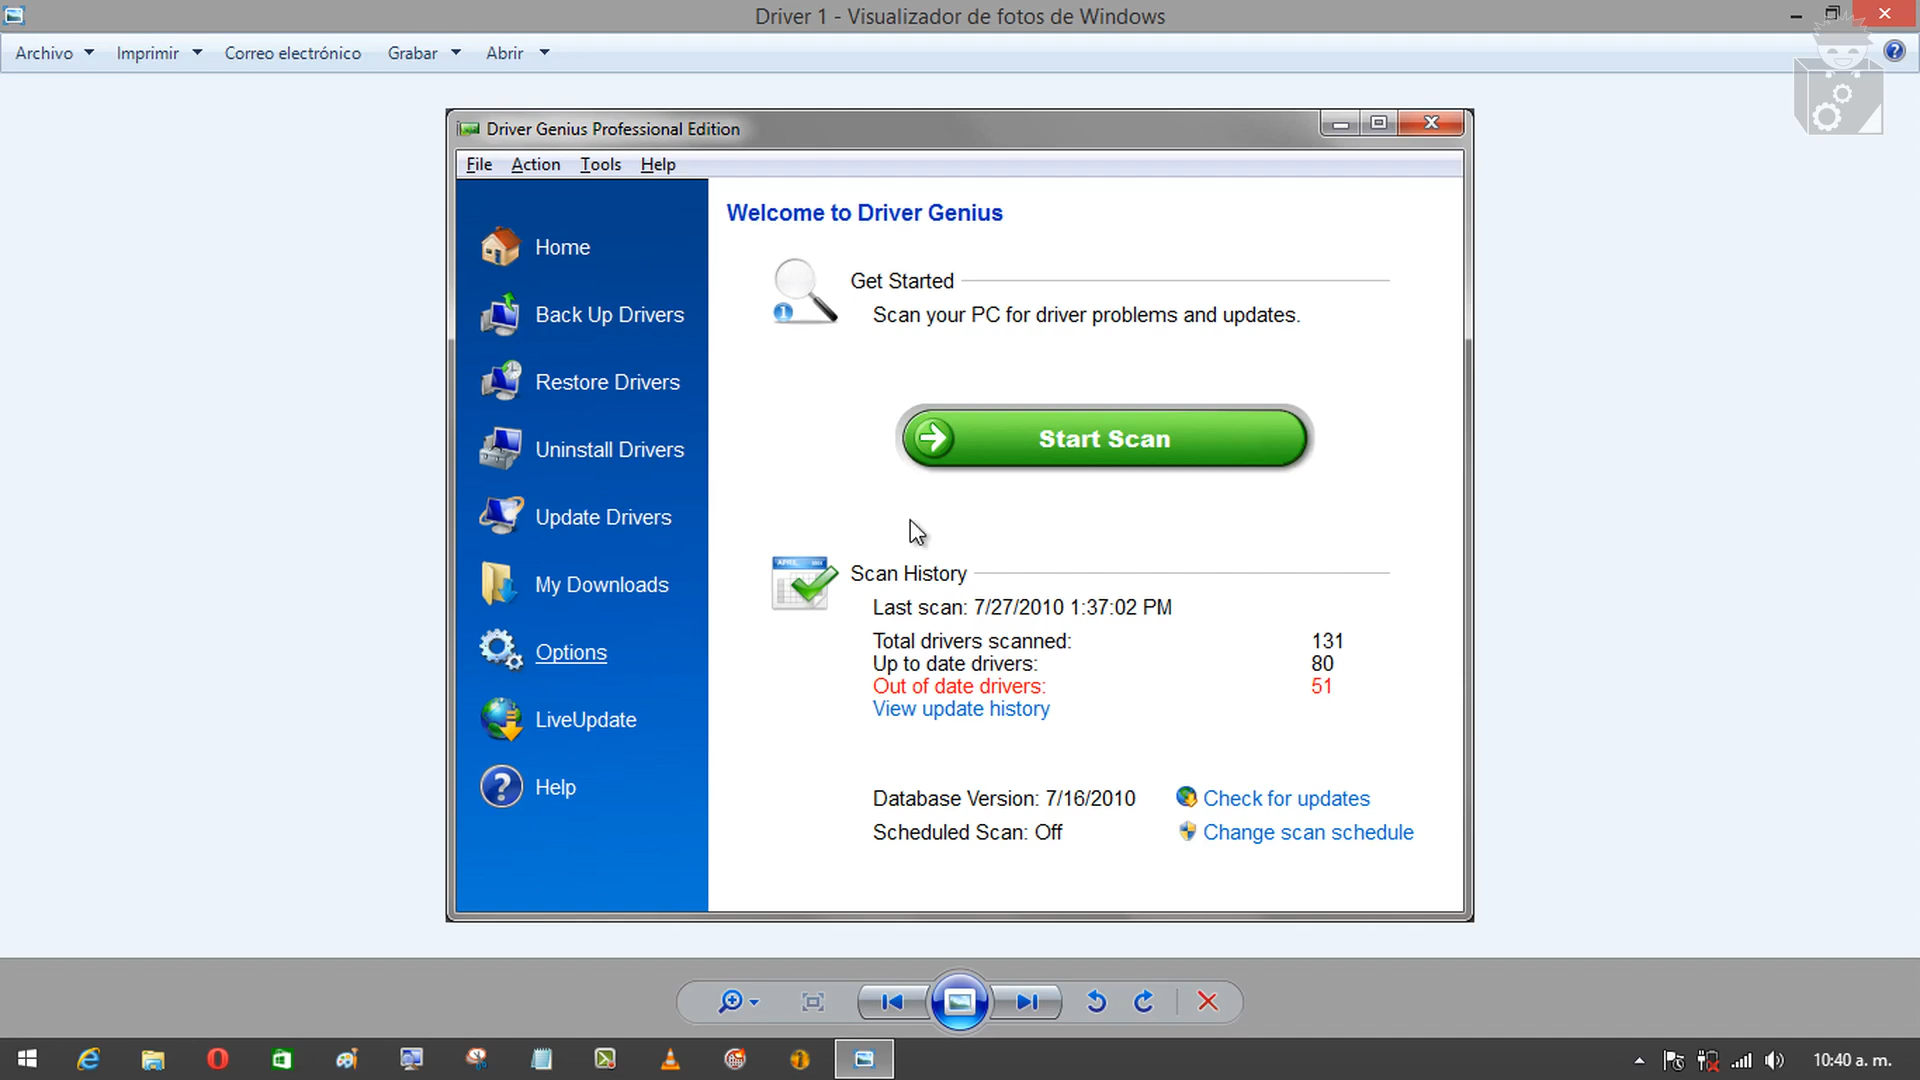 Driver 1 - Visualizador de fotos de Windows
Archivo Imprimir Correo electrónico Grabar Abrir
Driver Genius Professional Edition
File Action Tools Help
Home
Back Up Drivers
Restore Drivers
Uninstall Drivers
Update Drivers
My Downloads
Options
LiveUpdate
Help
Welcome to Driver Genius
Get Started
Scan your PC for driver problems and updates.
Start Scan
APRIL
Scan History
Last scan: 7/27/2010 1:37:02 PM
Total drivers scanned: 131
Up to date drivers: 80
Out of date drivers: 51
View update history
Database Version: 7/16/2010 Check for updates
Scheduled Scan: Off Change scan schedule
10:40 a. m.